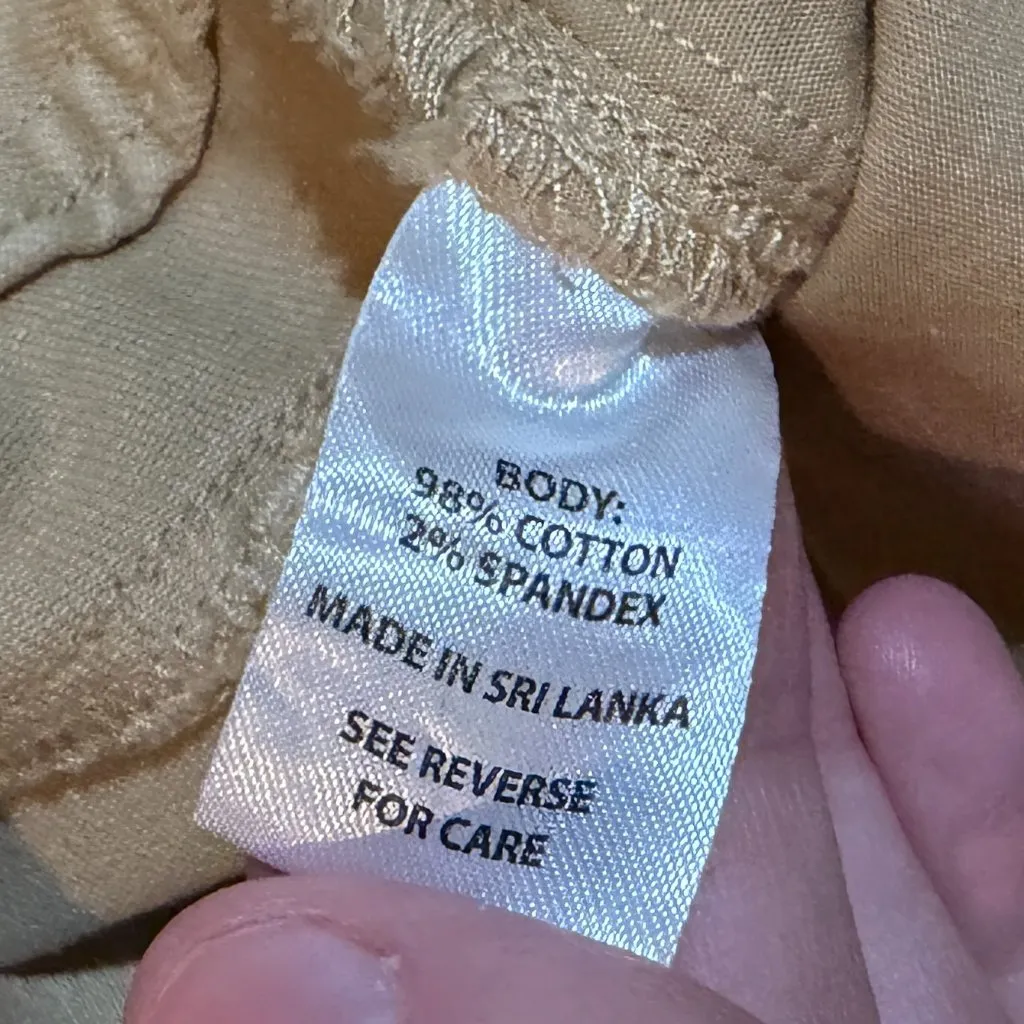 BODY:
98% COTTON
2% SPANDEX
MADE IN SRI LANKA
SEE REVERSE
FOR CARE